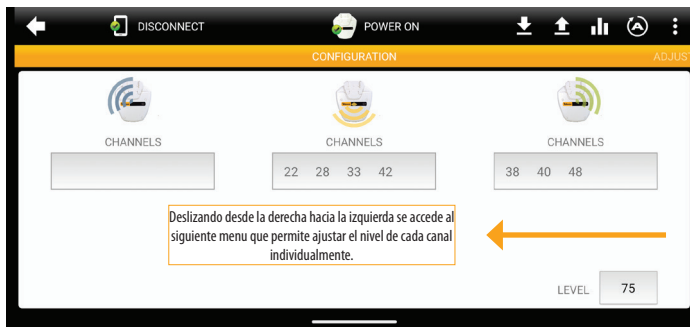 DISCONNECT
POWER ON
CONFIGURATION
ADJUS
CHANNELS
CHANNELS
CHANNELS
22 28 33 42
38 40 48
Deslizando desde la derecha hacia la izquierda se accede al
siguiente menu que permite ajustar el nivel de cada canal
individualmente.
LEVEL 75